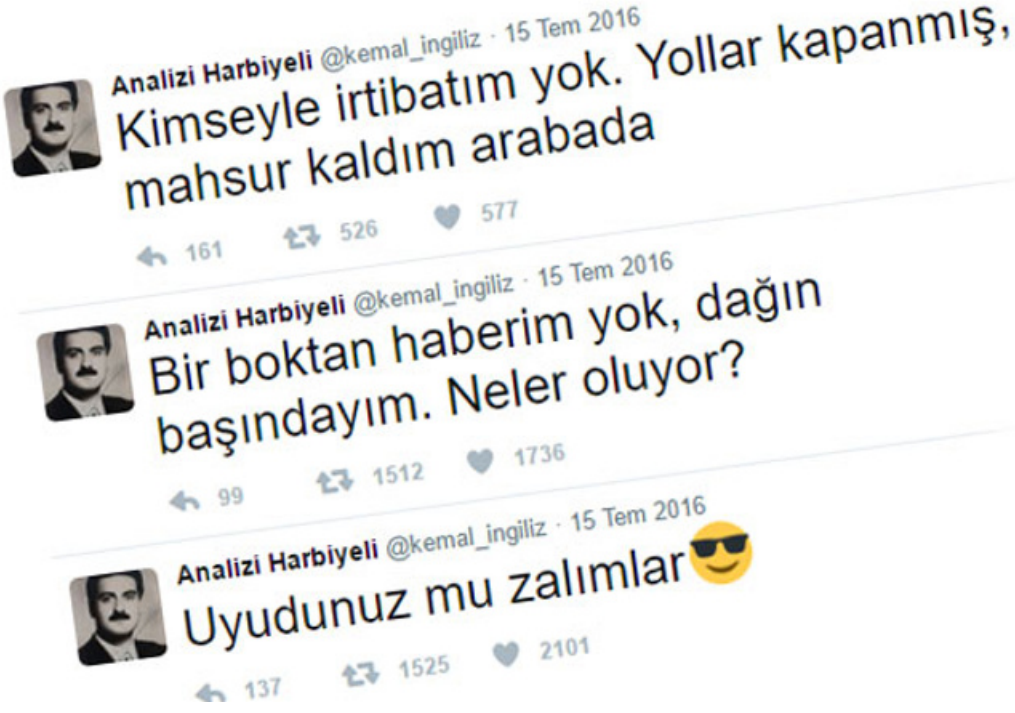 Analizi Harbiyeli @kemal_ingiliz · 15 Tem 2016
Kimseyle irtibatım yok. Yollar kapanmış,
mahsur kaldım arabada
161 526 577
Analizi Harbiyeli @kemal_ingiliz · 15 Tem 2016
Bir boktan haberim yok, dağın
başındayım. Neler oluyor?
99 1512 1736
Analizi Harbiyeli @kemal_ingiliz · 15 Tem 2016
Uyudunuz mu zalımlar😎
137 1525 2101